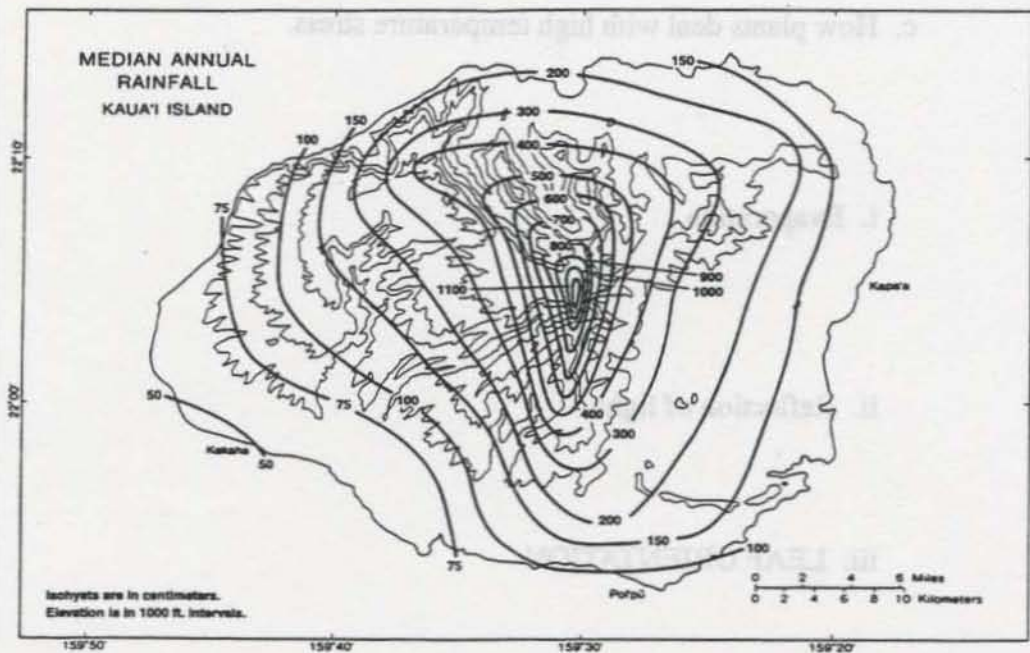 c. How plants deal with high temperature stress
MEDIAN ANNUAL
RAINFALL
KAUA'I ISLAND
150
200
150
100
300
400
75
500
600
700
800
900
1100
1000
Kapa'a
22°10'
i.
22°00'
50
75
100
400
300
ii. Reflection of
Kekaha
50
200
150
100
75
iii. LEAF ORIENTATION
Po'ipū
0 2 4 6 Miles
0 2 4 6 8 10 Kilometers
Isohyets are in centimeters.
Elevation is in 1000 ft. intervals.
159°50' 159°40' 159°30' 159°20'